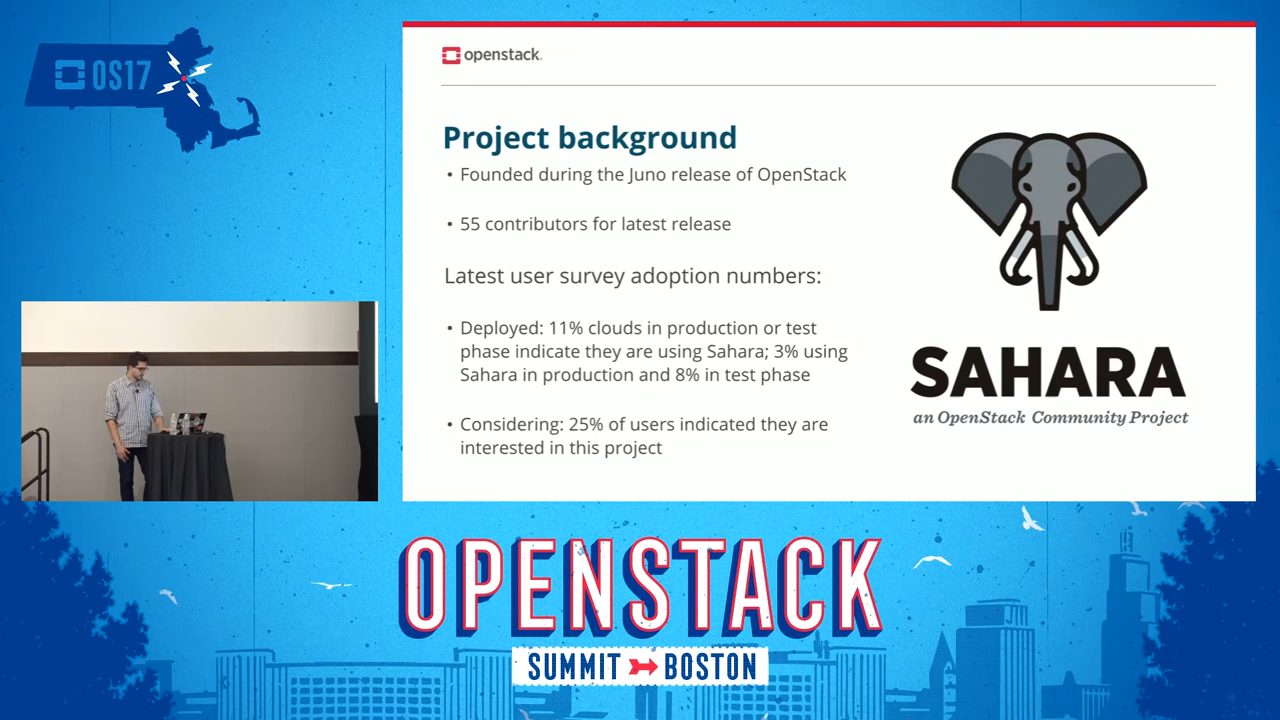 OS17
openstack.
Project background
• Founded during the Juno release of OpenStack
• 55 contributors for latest release
Latest user survey adoption numbers:
• Deployed: 11% clouds in production or test
phase indicate they are using Sahara; 3% using
Sahara in production and 8% in test phase
• Considering: 25% of users indicated they are
interested in this project
SAHARA
an OpenStack Community Project
OPENSTACK
SUMMIT BOSTON